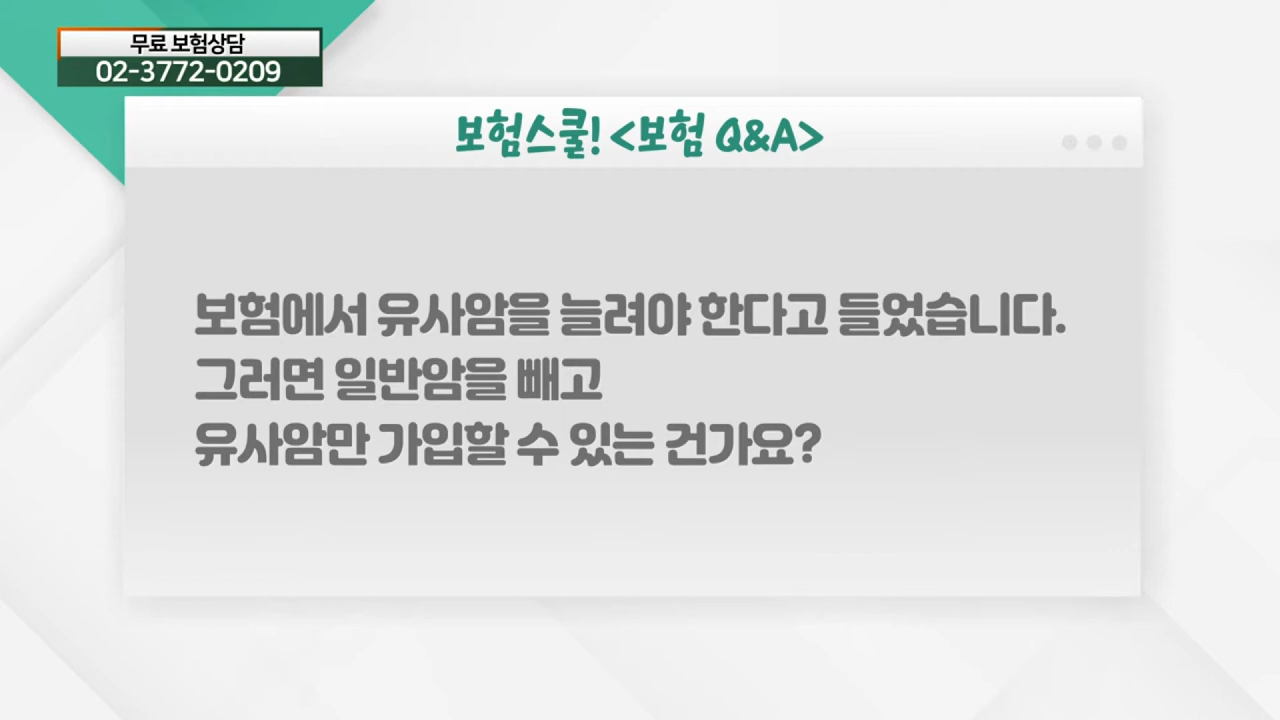 무료 보험상담
02-3772-0209
보험스쿨! <보험 Q&A>
보험에서 유사암을 늘려야 한다고 들었습니다.
그러면 일반암을 빼고
유사암만 가입할 수 있는 건가요?